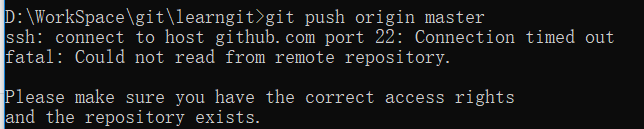 D:\WorkSpace\git\learngit>git push origin master
ssh: connect to host github.com port 22: Connection timed out
fatal: Could not read from remote repository.
Please make sure you have the correct access rights
and the repository exists.